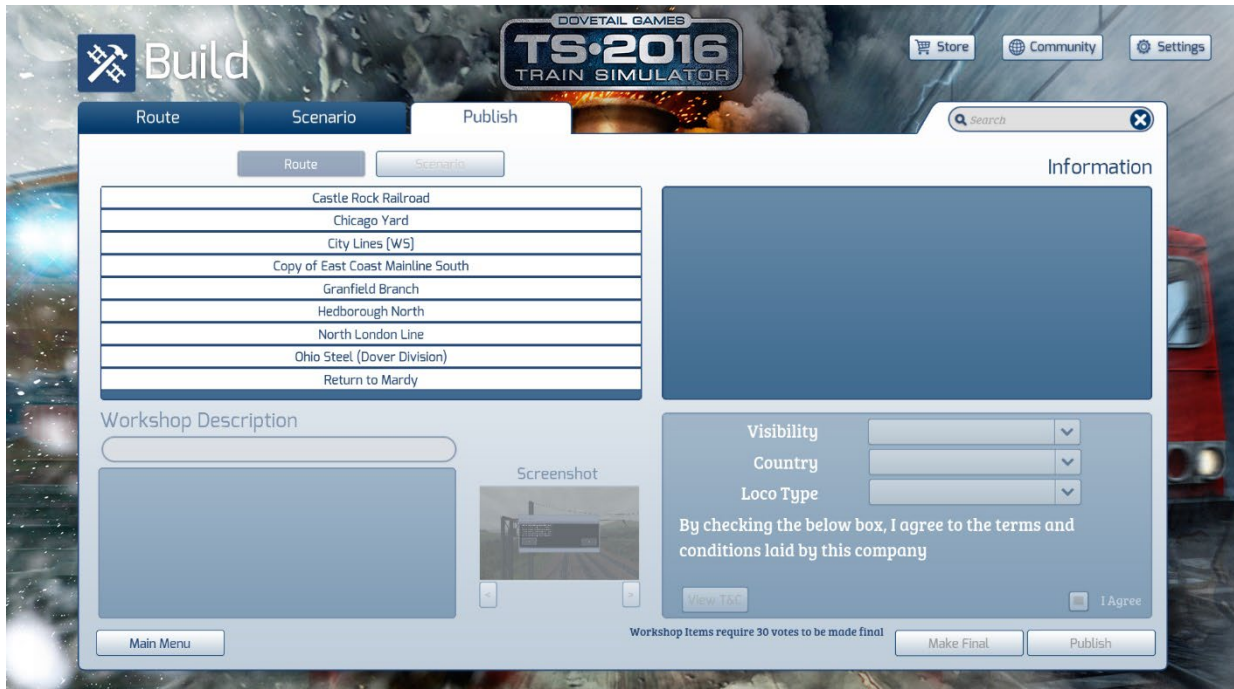 Build
DOVETAIL GAMES
TS•2016
TRAIN SIMULATOR
Store
Community
Settings
Route
Scenario
Publish
Search
Route
Scenario
Information
Castle Rock Railroad
Chicago Yard
City Lines [WS]
Copy of East Coast Mainline South
Granfield Branch
Hedborough North
North London Line
Ohio Steel (Dover Division)
Return to Mardy
Workshop Description
Screenshot
<
>
Visibility
Country
Loco Type
By checking the below box, I agree to the terms and
conditions laid by this company
View T&C
I Agree
Main Menu
Workshop Items require 30 votes to be made final
Make Final
Publish